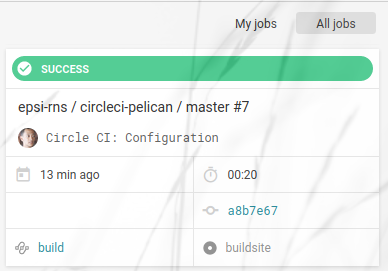 My jobs All jobs
SUCCESS
epsi-rns / circleci-pelican / master #7
Circle CI: Configuration
13 min ago 00:20
a8b7e67
build buildsite